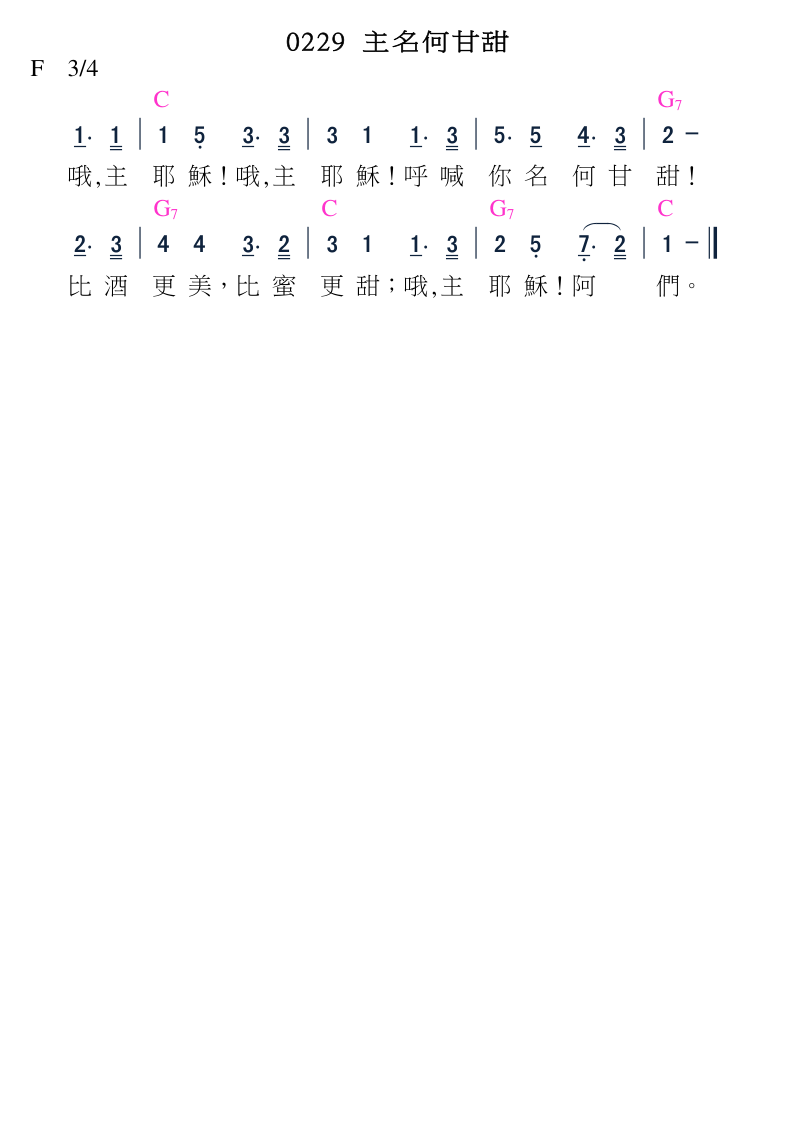 0229 主名何甘甜
F 3/4
C G7
1. 1 | 1 5 3. 3 | 3 1 1. 3 | 5. 5 4. 3 | 2 –
哦,主 耶穌!哦,主 耶穌!呼喊 你名 何甘 甜!
G7 C G7 C
2. 3 | 4 4 3. 2 | 3 1 1. 3 | 2 5 7. 2 | 1 – ‖
比酒 更美,比蜜 更甜;哦,主 耶穌!阿 們。